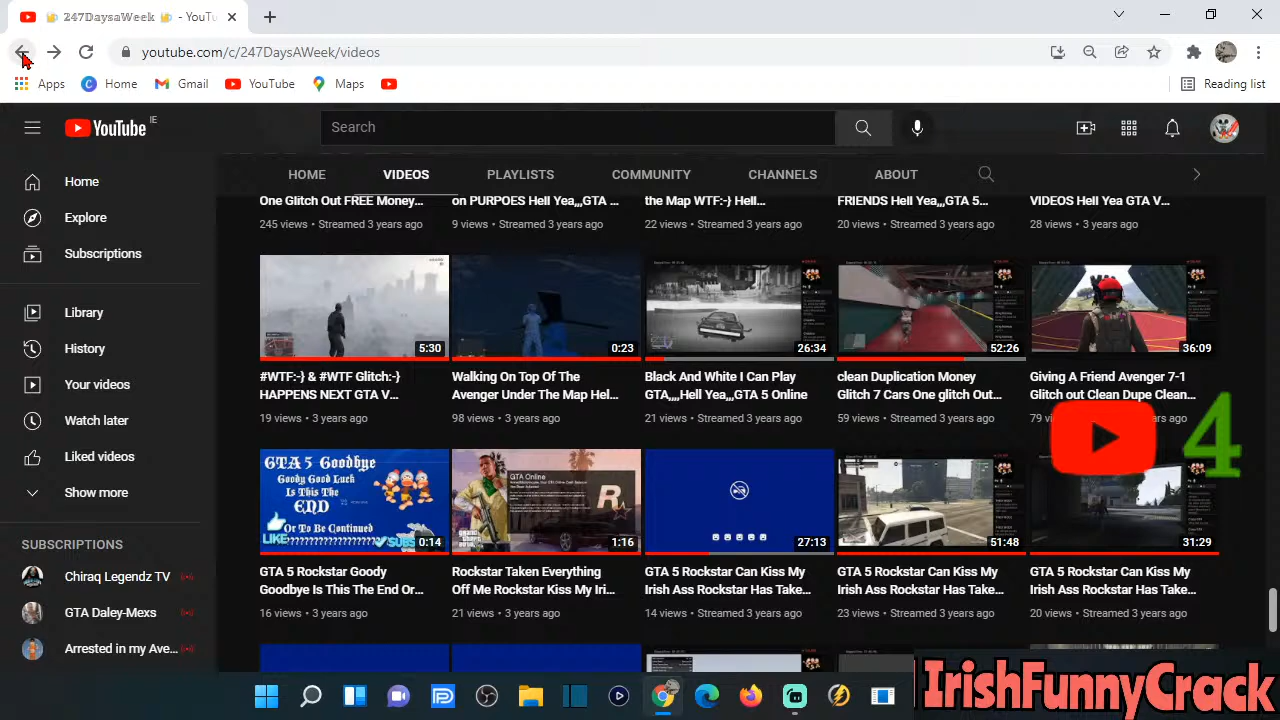 🍺 247DaysaWeek 🍺 - YouTu
youtube.com/c/247DaysAWeek/videos
Apps
Home
Gmail
YouTube
Maps
Reading list
YouTube IE
Search
HOME
VIDEOS
PLAYLISTS
COMMUNITY
CHANNELS
ABOUT
Home
Explore
Subscriptions
Library
History
Your videos
Watch later
Liked videos
Show more
SUBSCRIPTIONS
Chiraq Legendz TV
GTA Daley-Mexs
Arrested in my Ave...
One Glitch Out FREE Money...
245 views • Streamed 3 years ago
on PURPOES Hell Yea,,,GTA ...
9 views • Streamed 3 years ago
the Map WTF:-} Hell...
22 views • Streamed 3 years ago
FRIENDS Hell Yea,,,GTA 5...
20 views • Streamed 3 years ago
VIDEOS Hell Yea GTA V...
28 views • 3 years ago
5:30
0:23
26:34
52:26
36:09
#WTF:-} & #WTF Glitch:-}
HAPPENS NEXT GTA V...
19 views • 3 years ago
Walking On Top Of The
Avenger Under The Map Hel...
98 views • 3 years ago
Black And White I Can Play
GTA,,,,Hell Yea,,,GTA 5 Online
21 views • 3 years ago
clean Duplication Money
Glitch 7 Cars One glitch Out...
59 views • 3 years ago
Giving A Friend Avenger 7-1
Glitch out Clean Dupe Clean...
79 views • 3 years ago
4
GTA 5 Goodbye
Goody Good Luck
Is This The
Or To Be Continued
LIKE
SUBS
0:14
GTA Online
R
1:16
27:13
51:48
31:29
GTA 5 Rockstar Goody
Goodbye Is This The End Or...
16 views • 3 years ago
Rockstar Taken Everything
Off Me Rockstar Kiss My Iri...
21 views • 3 years ago
GTA 5 Rockstar Can Kiss My
Irish Ass Rockstar Has Take...
14 views • Streamed 3 years ago
GTA 5 Rockstar Can Kiss My
Irish Ass Rockstar Has Take...
23 views • Streamed 3 years ago
GTA 5 Rockstar Can Kiss My
Irish Ass Rockstar Has Take...
20 views • Streamed 3 years ago
IrishFunnyCrack